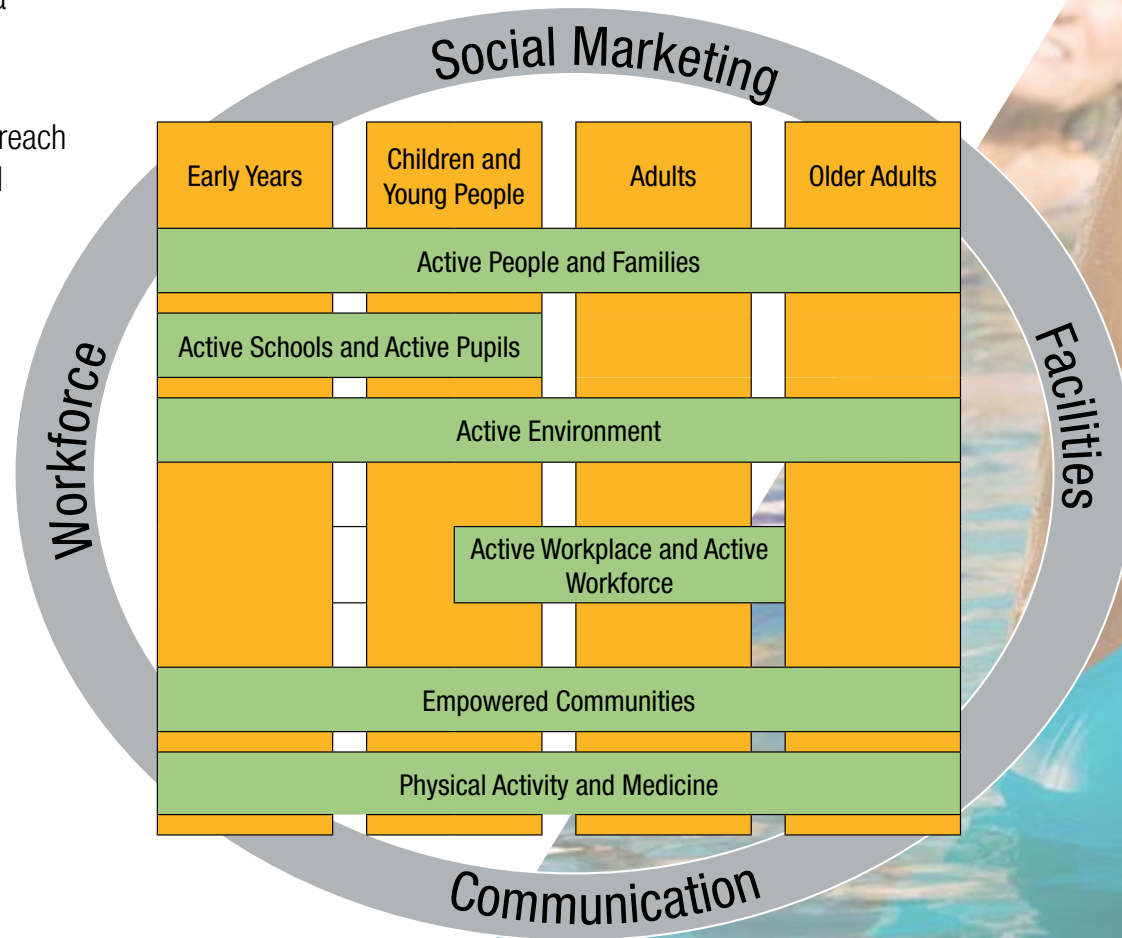 reach
Social Marketing
Early Years
Children and
Young People
Adults
Older Adults
Active People and Families
Active Schools and Active Pupils
Active Environment
Active Workplace and Active
Workforce
Empowered Communities
Physical Activity and Medicine
Workforce
Facilities
Communication